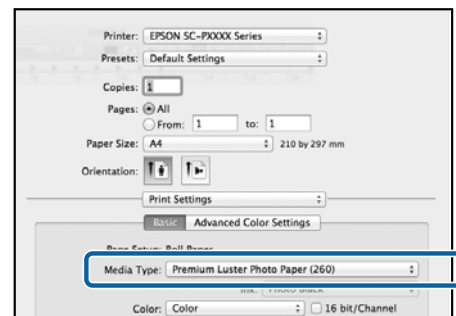 Printer: EPSON SC-PXXXX Series
Presets: Default Settings
Copies: 1
Pages: All
From: 1 to: 1
Paper Size: A4 210 by 297 mm
Orientation:
Print Settings
Basic Advanced Color Settings
Page Setup: Roll Paper
Media Type: Premium Luster Photo Paper (260)
Ink: Photo Black
Color: Color 16 bit/Channel